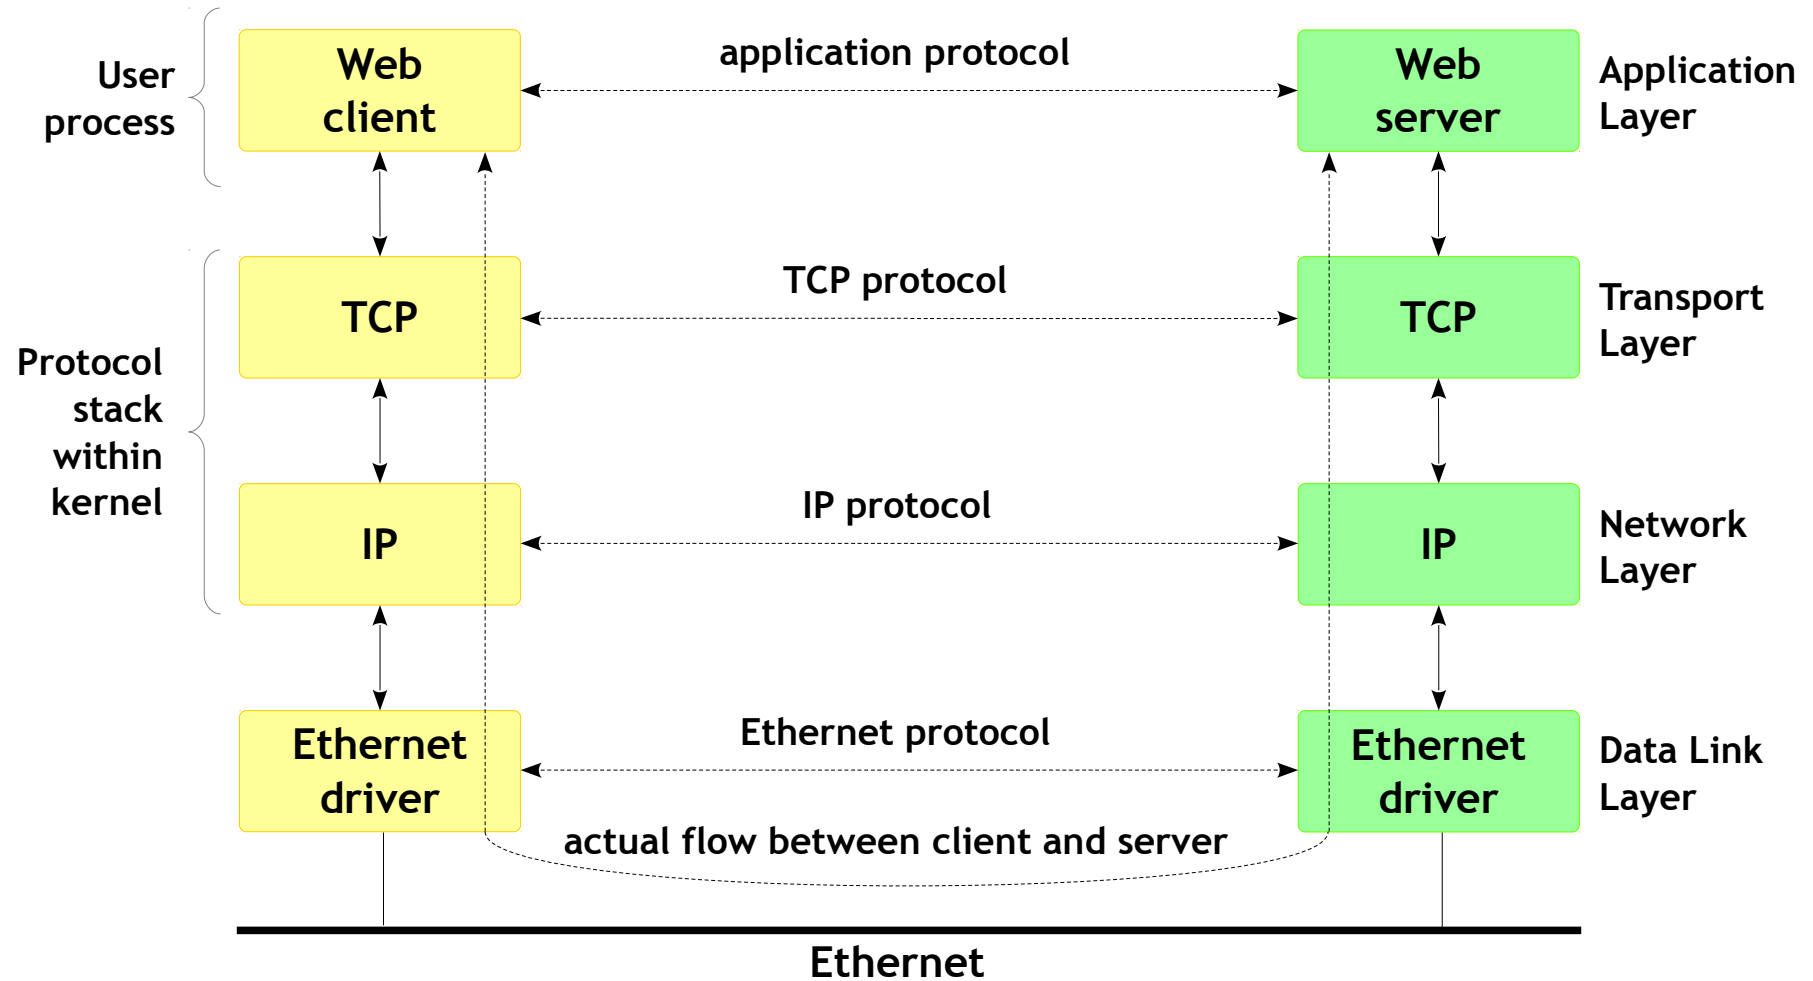 User
process
Web
client
application protocol
Web
server
Application
Layer
Protocol
stack
within
kernel
TCP
TCP protocol
TCP
Transport
Layer
IP
IP protocol
IP
Network
Layer
Ethernet
driver
Ethernet protocol
Ethernet
driver
Data Link
Layer
actual flow between client and server
Ethernet